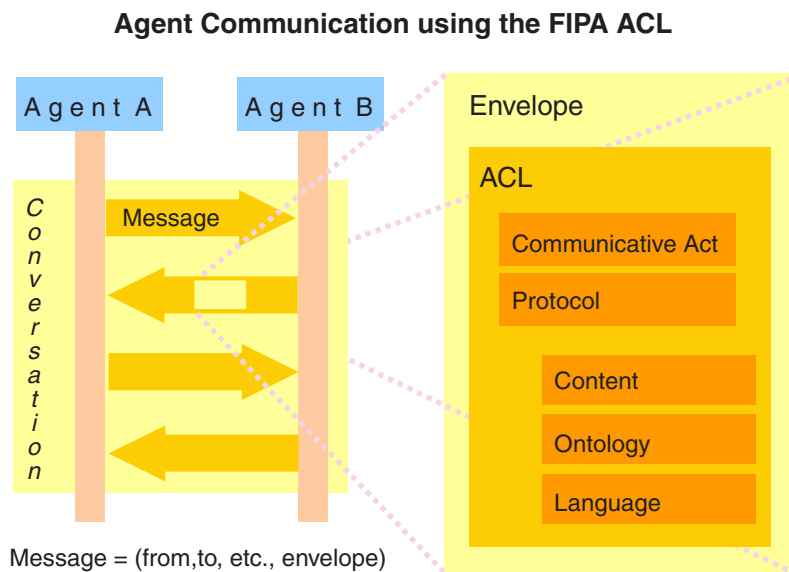 Agent Communication using the FIPA ACL
Agent A
Agent B
Conversation
Message
Envelope
ACL
Communicative Act
Protocol
Content
Ontology
Language
Message = (from,to, etc., envelope)